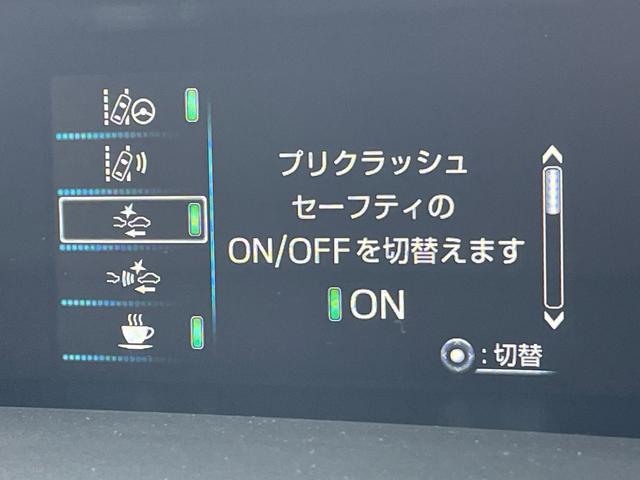 プリクラッシュ
セーフティの
ON/OFFを切替えます
ON
:切替